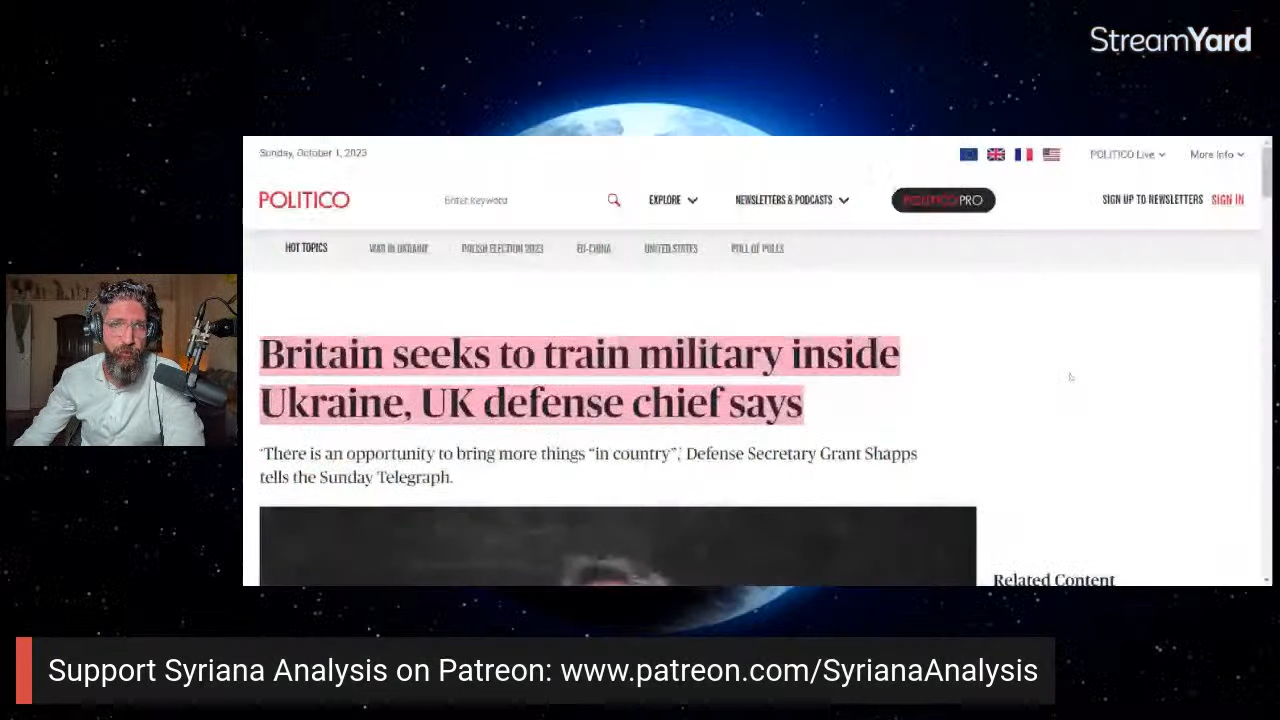 StreamYard
Sunday, October 1, 2023
POLITICO Live
More Info
POLITICO
Enter keyword
EXPLORE
NEWSLETTERS & PODCASTS
POLITICO PRO
SIGN UP TO NEWSLETTERS
SIGN IN
HOT TOPICS
WAR IN UKRAINE
POLISH ELECTION 2023
EU-CHINA
UNITED STATES
POLL OF POLLS
Britain seeks to train military inside
Ukraine, UK defense chief says
‘There is an opportunity to bring more things “in country”,’ Defense Secretary Grant Shapps
tells the Sunday Telegraph.
Related Content
Support Syriana Analysis on Patreon: www.patreon.com/SyrianaAnalysis